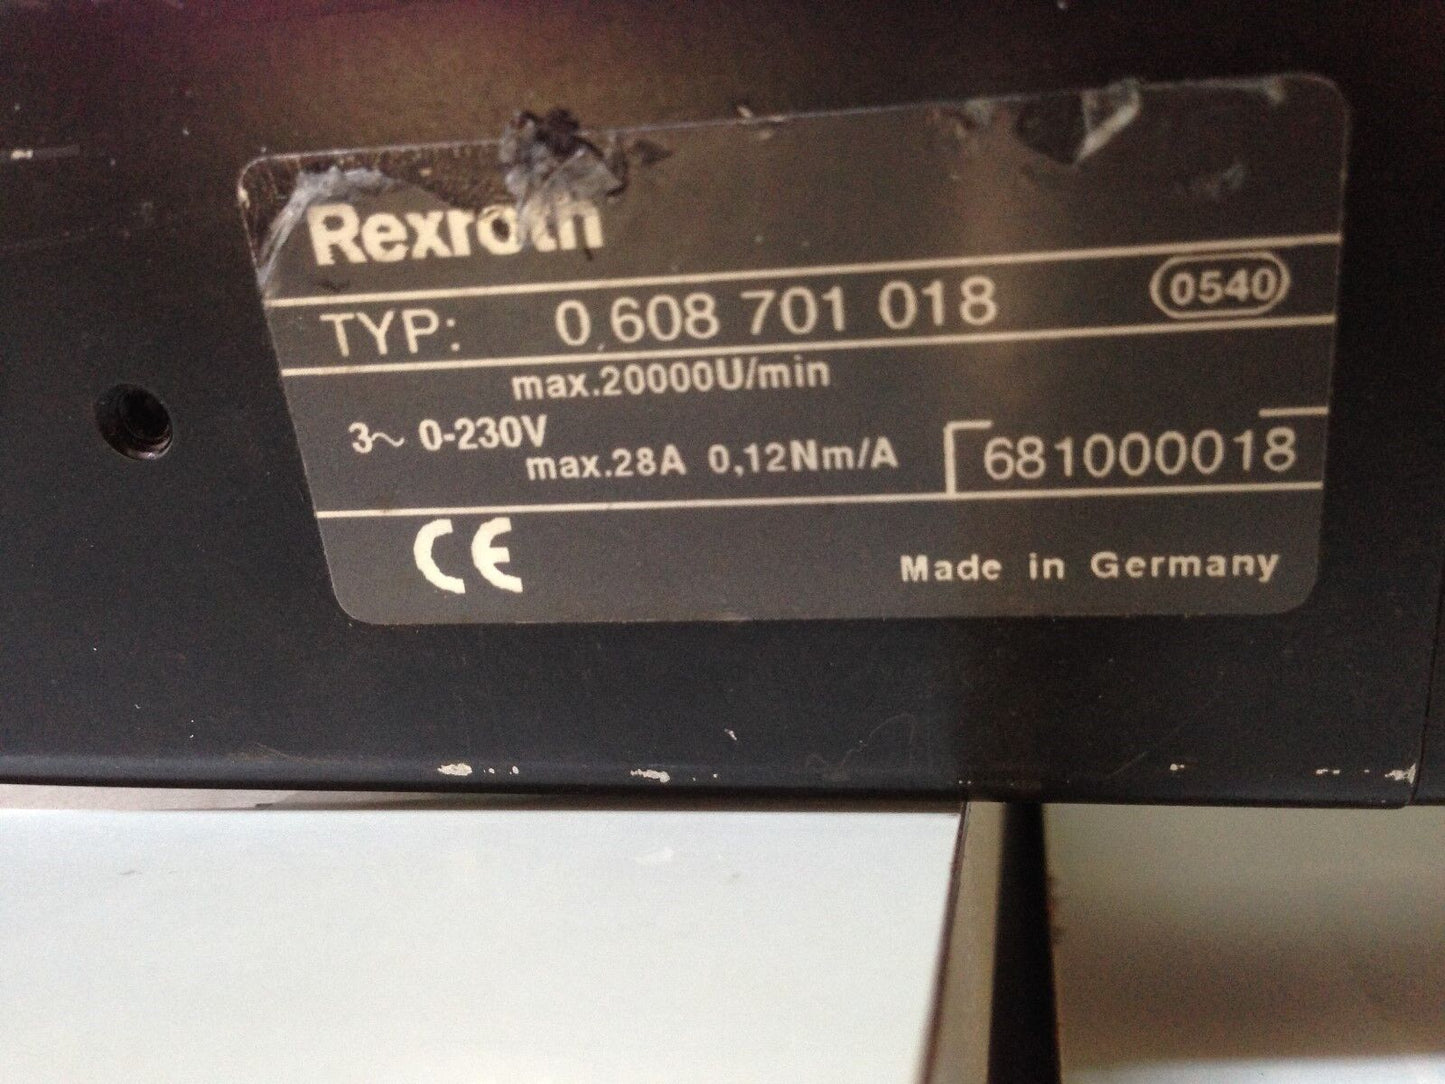 Rexroth
TYP: 0 608 701 018 0540
max.20000U/min
3~ 0-230V
max.28A 0,12Nm/A 681000018
CE
Made in Germany